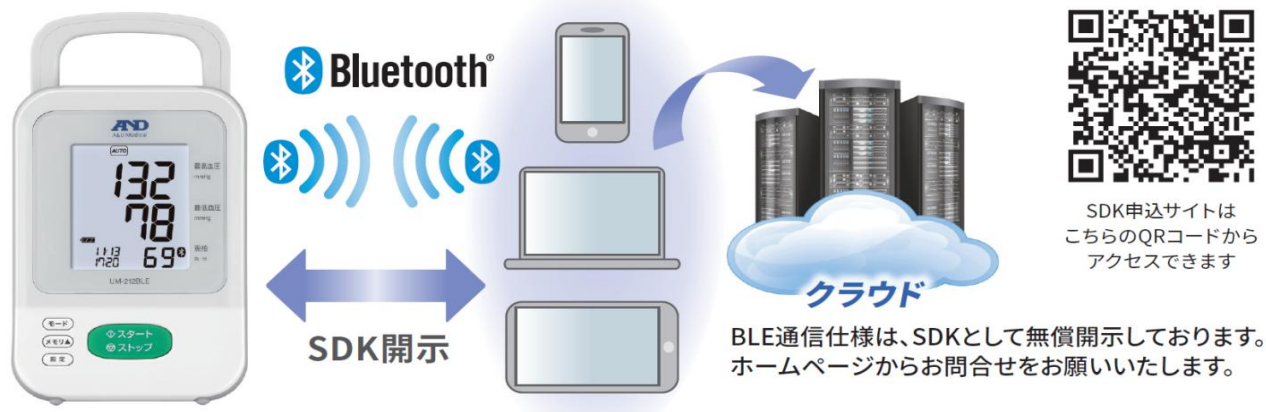 AND
A&D Medical
AUTO
132
最高血圧
mmHg
78
最低血圧
mmHg
11/13
17:20
69
脈拍
UM-212BLE
モード
メモリ▲
設定
スタート
ストップ
Bluetooth®
SDK開示
クラウド
BLE通信仕様は、SDKとして無償開示しております。
ホームページからお問合せをお願いいたします。
SDK申込サイトは
こちらのQRコードから
アクセスできます